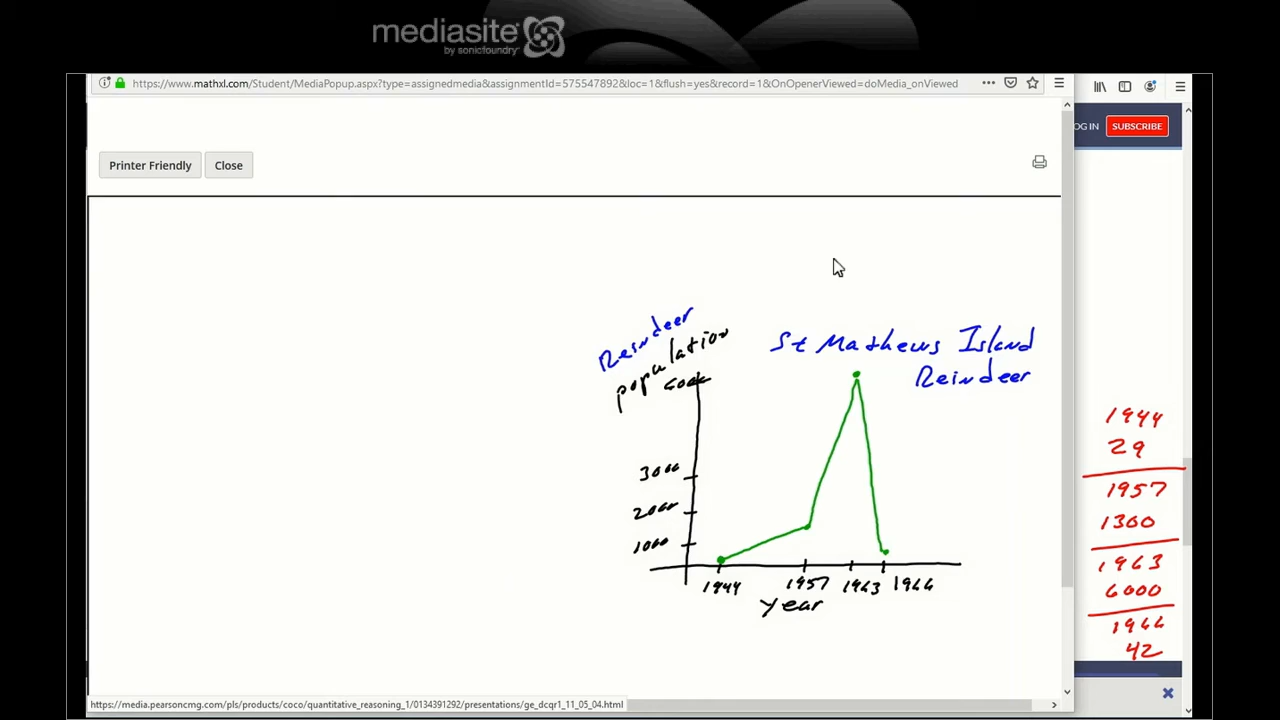 mediasite
by sonicfoundry
https://www.mathxl.com/Student/MediaPopup.aspx?type=assignedmedia&assignmentId=575547892&loc=1&flush=yes&record=1&OnOpenerViewed=doMedia_onViewed
OG IN
SUBSCRIBE
Printer Friendly
Close
Reindeer
population
St Mathews Island
Reindeer
6000
3000
2000
1000
1944
1957
1963
1966
year
1944
29
1957
1300
1963
6000
1966
42
https://media.pearsoncmg.com/pls/products/coco/quantitative_reasoning_1/0134391292/presentations/ge_dcqr1_11_05_04.html